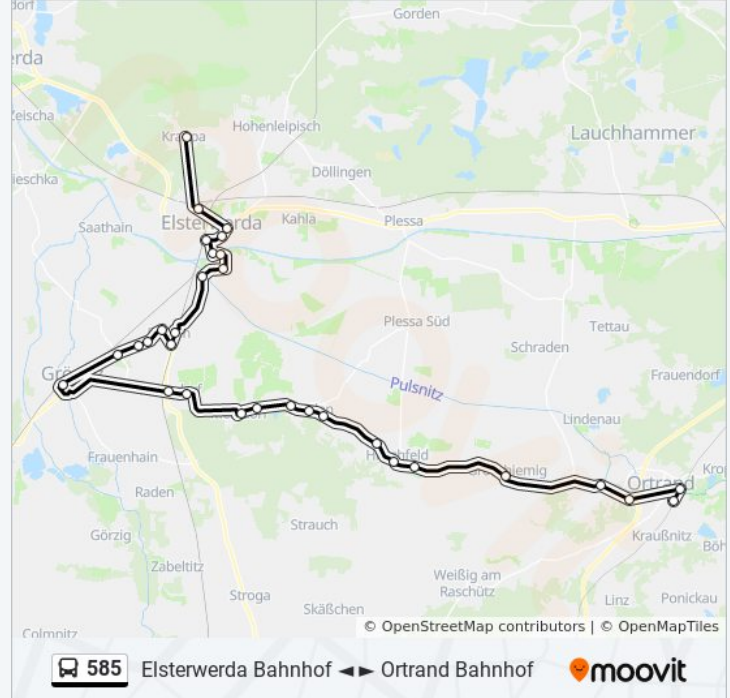 Gorden
Hohenleipisch
Lauchhammer
Döllingen
Elsterwerda
Kahla
Plessa
Saathain
Plessa Süd
Tettau
Schraden
Pulsnitz
Frauendorf
Lindenau
Frauenhain
Raden
Ortrand
Görzig
Strauch
Kraußnitz
Zabeltitz
Weißig am
Raschütz
Stroga
Skäßchen
Linz
Ponickau
© OpenStreetMap contributors | © OpenMapTiles
585 Elsterwerda Bahnhof ◄ ► Ortrand Bahnhof moovit